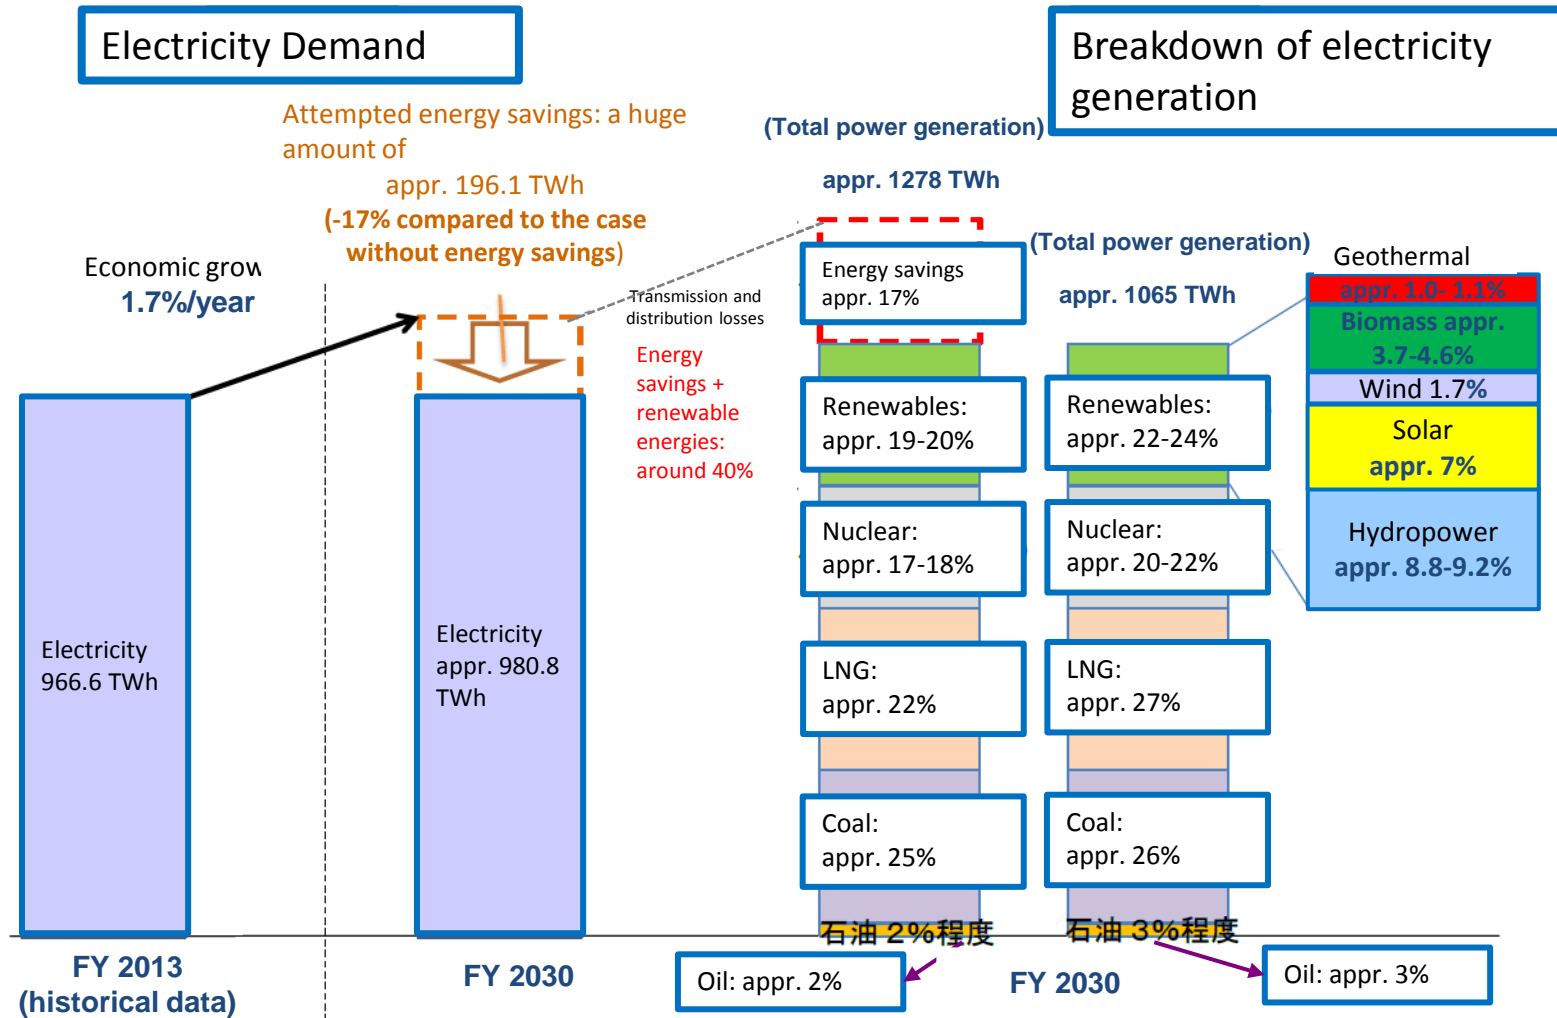 Electricity Demand
Breakdown of electricity
generation
Attempted energy savings: a huge
amount of
appr. 196.1 TWh
(-17% compared to the case
without energy savings)
Economic grow
1.7%/year
(Total power generation)
appr. 1278 TWh
(Total power generation)
appr. 1065 TWh
Transmission and
distribution losses
Energy
savings +
renewable
energies:
around 40%
Energy savings
appr. 17%
Renewables:
appr. 19-20%
Nuclear:
appr. 17-18%
LNG:
appr. 22%
Coal:
appr. 25%
石油 2%程度
Renewables:
appr. 22-24%
Nuclear:
appr. 20-22%
LNG:
appr. 27%
Coal:
appr. 26%
石油 3%程度
Geothermal
appr. 1.0- 1.1%
Biomass appr.
3.7-4.6%
Wind 1.7%
Solar
appr. 7%
Hydropower
appr. 8.8-9.2%
Electricity
966.6 TWh
Electricity
appr. 980.8
TWh
FY 2013
(historical data)
FY 2030
Oil: appr. 2%
FY 2030
Oil: appr. 3%